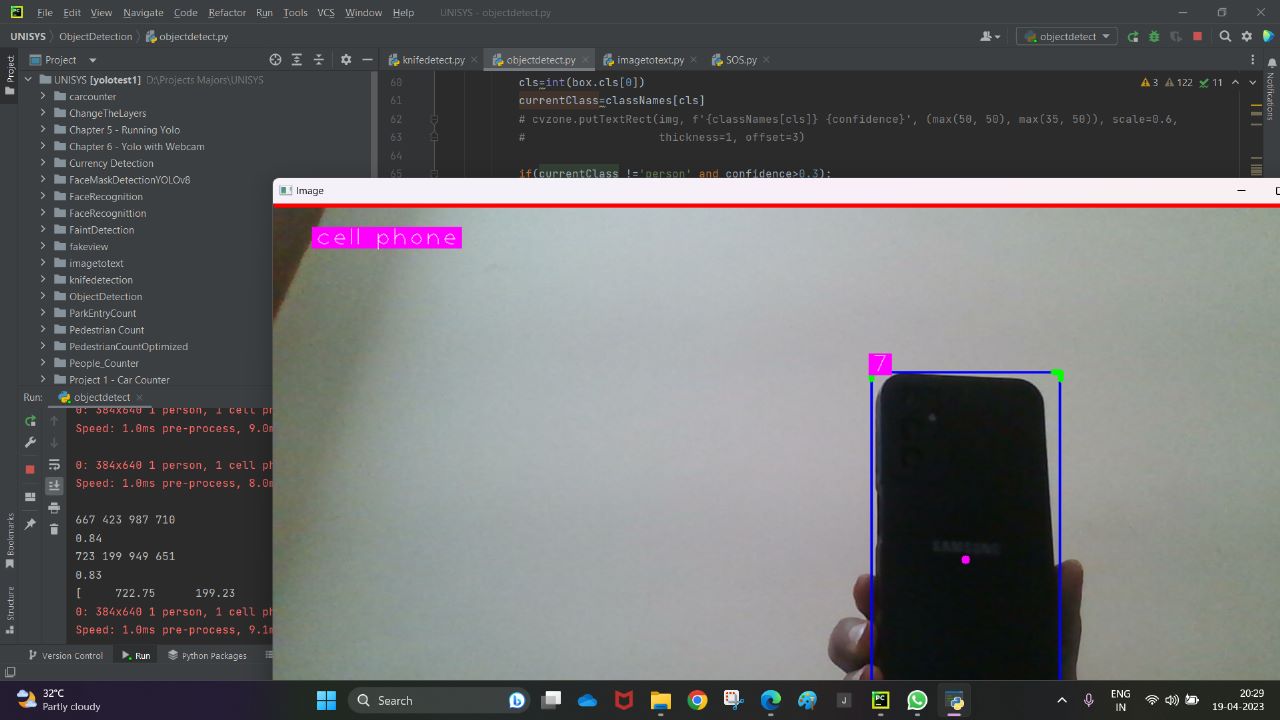 File Edit View Navigate Code Refactor Run Tools VCS Window Help UNISYS - objectdetect.py
UNISYS ObjectDetection objectdetect.py
objectdetect
Project
Project
knifedetect.py
objectdetect.py
imagetotext.py
SOS.py
Notifications
UNISYS [yolotest1] D:\Projects Majors\UNISYS
carcounter
ChangeTheLayers
Chapter 5 - Running Yolo
Chapter 6 - Yolo with Webcam
Currency Detection
FaceMaskDetectionYOLOv8
FaceRecognition
FaceRecognittion
FaintDetection
fakeview
imagetotext
knifedetection
ObjectDetection
ParkEntryCount
Pedestrian Count
PedestrianCountOptimized
People_Counter
Project 1 - Car Counter
3 122 11
60 cls=int(box.cls[0])
61 currentClass=classNames[cls]
62 # cvzone.putTextRect(img, f'{classNames[cls]} {confidence}', (max(50, 50), max(35, 50)), scale=0.6,
63 # thickness=1, offset=3)
64
65 if(currentClass !='person' and confidence>0.3):
Image
cell phone
7
SAMSUNG
Run: objectdetect
0: 384x640 1 person, 1 cell ph
Speed: 1.0ms pre-process, 9.0m
0: 384x640 1 person, 1 cell ph
Speed: 1.0ms pre-process, 8.0m
667 423 987 710
0.84
723 199 949 651
0.83
[ 722.75 199.23
0: 384x640 1 person, 1 cell ph
Speed: 1.0ms pre-process, 9.1m
Bookmarks
Structure
Version Control Run Python Packages
32°C
Partly cloudy
Search
J
PC
ENG
IN
20:29
19-04-2023